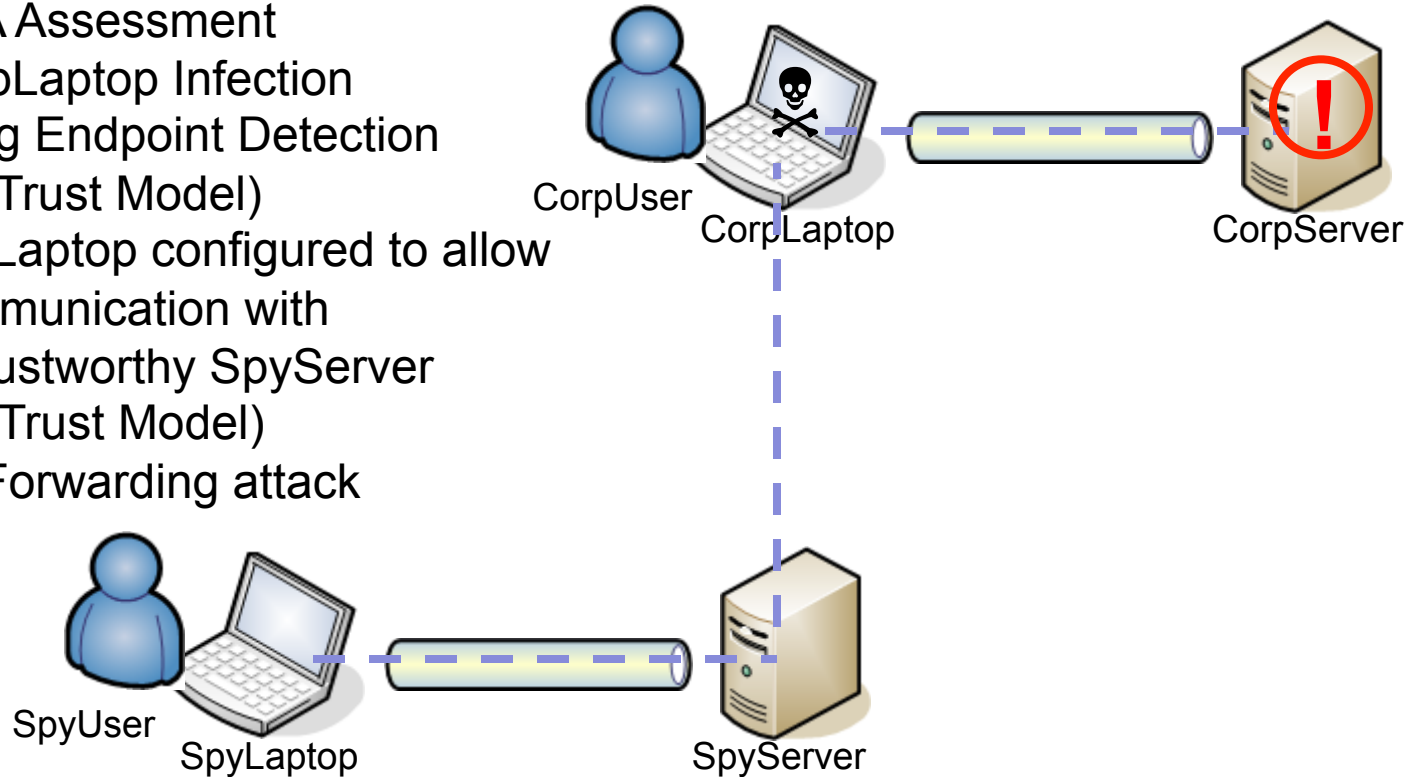 A Assessment
Laptop Infection
Endpoint Detection
Trust Model)
Laptop configured to allow
munication with
ustworthy SpyServer
Trust Model)
Forwarding attack
CorpUser
CorpLaptop
!
CorpServer
SpyUser
SpyLaptop
SpyServer